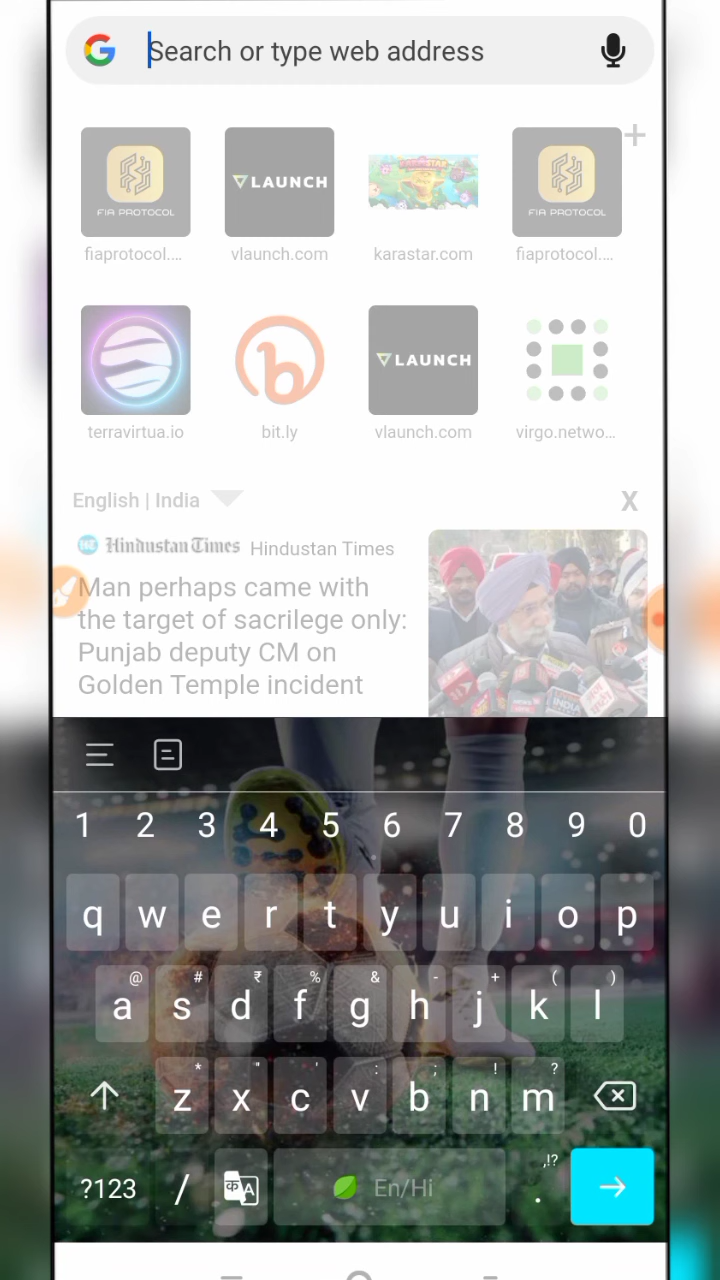 Search or type web address
FIA PROTOCOL
LAUNCH
FIA PROTOCOL
fiaprotocol....
vlaunch.com
karastar.com
fiaprotocol....
LAUNCH
terravirtua.io
bit.ly
vlaunch.com
virgo.netwo...
English | India
X
Hindustan Times
Hindustan Times
Man perhaps came with
the target of sacrilege only:
Punjab deputy CM on
Golden Temple incident
1 2 3 4 5 6 7 8 9 0
q w e r t y u i o p
@ # ₹ % & - + ( )
a s d f g h j k l
* " ' : ; ! ?
z x c v b n m
,!?
?123 / En/Hi .